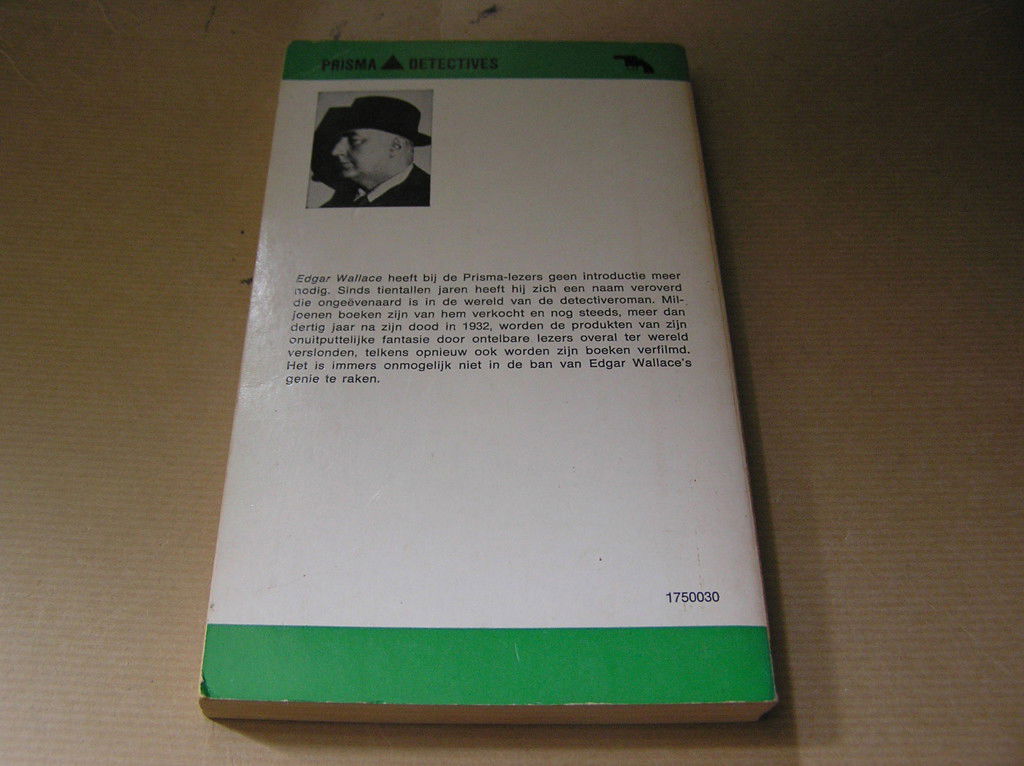 PRISMA DETECTIVES
Edgar Wallace heeft bij de Prisma-lezers geen introductie meer
nodig. Sinds tientallen jaren heeft hij zich een naam veroverd
die ongeëvenaard is in de wereld van de detectiveroman. Mil-
joenen boeken zijn van hem verkocht en nog steeds, meer dan
dertig jaar na zijn dood in 1932, worden de produkten van zijn
onuitputtelijke fantasie door ontelbare lezers overal ter wereld
verslonden, telkens opnieuw ook worden zijn boeken verfilmd.
Het is immers onmogelijk niet in de ban van Edgar Wallace's
genie te raken.
1750030